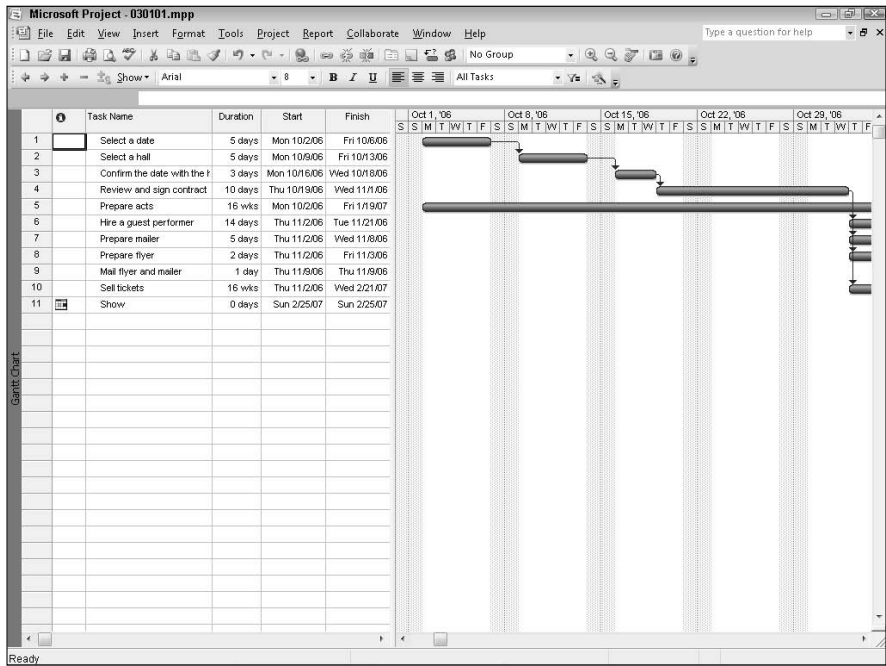 Microsoft Project - 030101.mpp
File Edit View Insert Format Tools Project Report Collaborate Window Help
Type a question for help
No Group
Show Arial 8 B I U All Tasks
Task Name Duration Start Finish
Oct 1, '06 Oct 8, '06 Oct 15, '06 Oct 22, '06 Oct 29, '06
S S M T W T F S S M T W T F S S M T W T F S S M T W T F S S M T W T F
1 Select a date 5 days Mon 10/2/06 Fri 10/6/06
2 Select a hall 5 days Mon 10/9/06 Fri 10/13/06
3 Confirm the date with the 3 days Mon 10/16/06 Wed 10/18/06
4 Review and sign contract 10 days Thu 10/19/06 Wed 11/1/06
5 Prepare acts 16 wks Mon 10/2/06 Fri 1/19/07
6 Hire a guest performer 14 days Thu 11/2/06 Tue 11/21/06
7 Prepare mailer 5 days Thu 11/2/06 Wed 11/8/06
8 Prepare flyer 2 days Thu 11/2/06 Fri 11/3/06
9 Mail flyer and mailer 1 day Thu 11/9/06 Thu 11/9/06
10 Sell tickets 16 wks Thu 11/2/06 Wed 2/21/07
11 Show 0 days Sun 2/25/07 Sun 2/25/07
Gantt Chart
Ready